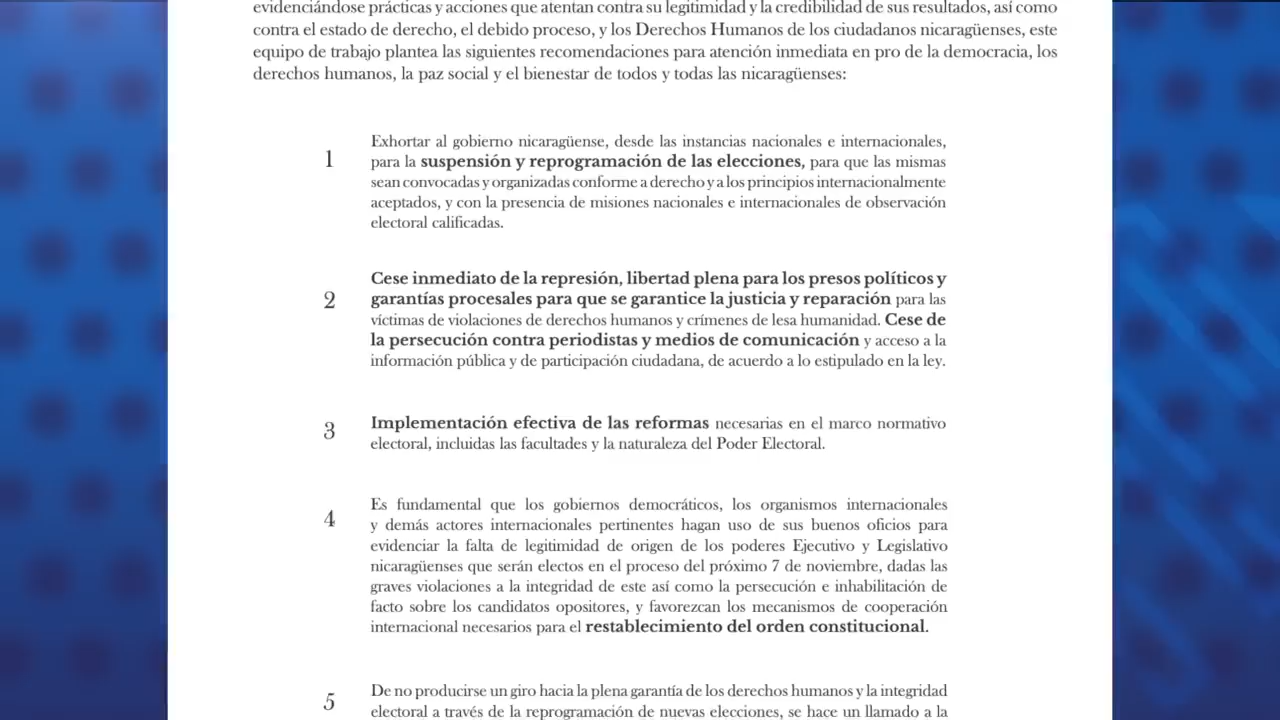 evidenciándose prácticas y acciones que atentan contra su legitimidad y la credibilidad de sus resultados, así como
contra el estado de derecho, el debido proceso, y los Derechos Humanos de los ciudadanos nicaragüenses, este
equipo de trabajo plantea las siguientes recomendaciones para atención inmediata en pro de la democracia, los
derechos humanos, la paz social y el bienestar de todos y todas las nicaragüenses:
1
Exhortar al gobierno nicaragüense, desde las instancias nacionales e internacionales,
para la suspensión y reprogramación de las elecciones, para que las mismas
sean convocadas y organizadas conforme a derecho y a los principios internacionalmente
aceptados, y con la presencia de misiones nacionales e internacionales de observación
electoral calificadas.
2
Cese inmediato de la represión, libertad plena para los presos políticos y
garantías procesales para que se garantice la justicia y reparación para las
víctimas de violaciones de derechos humanos y crímenes de lesa humanidad. Cese de
la persecución contra periodistas y medios de comunicación y acceso a la
información pública y de participación ciudadana, de acuerdo a lo estipulado en la ley.
3
Implementación efectiva de las reformas necesarias en el marco normativo
electoral, incluidas las facultades y la naturaleza del Poder Electoral.
4
Es fundamental que los gobiernos democráticos, los organismos internacionales
y demás actores internacionales pertinentes hagan uso de sus buenos oficios para
evidenciar la falta de legitimidad de origen de los poderes Ejecutivo y Legislativo
nicaragüenses que serán electos en el proceso del próximo 7 de noviembre, dadas las
graves violaciones a la integridad de este así como la persecución e inhabilitación de
facto sobre los candidatos opositores, y favorezcan los mecanismos de cooperación
internacional necesarios para el restablecimiento del orden constitucional.
5
De no producirse un giro hacia la plena garantía de los derechos humanos y la integridad
electoral a través de la reprogramación de nuevas elecciones, se hace un llamado a la